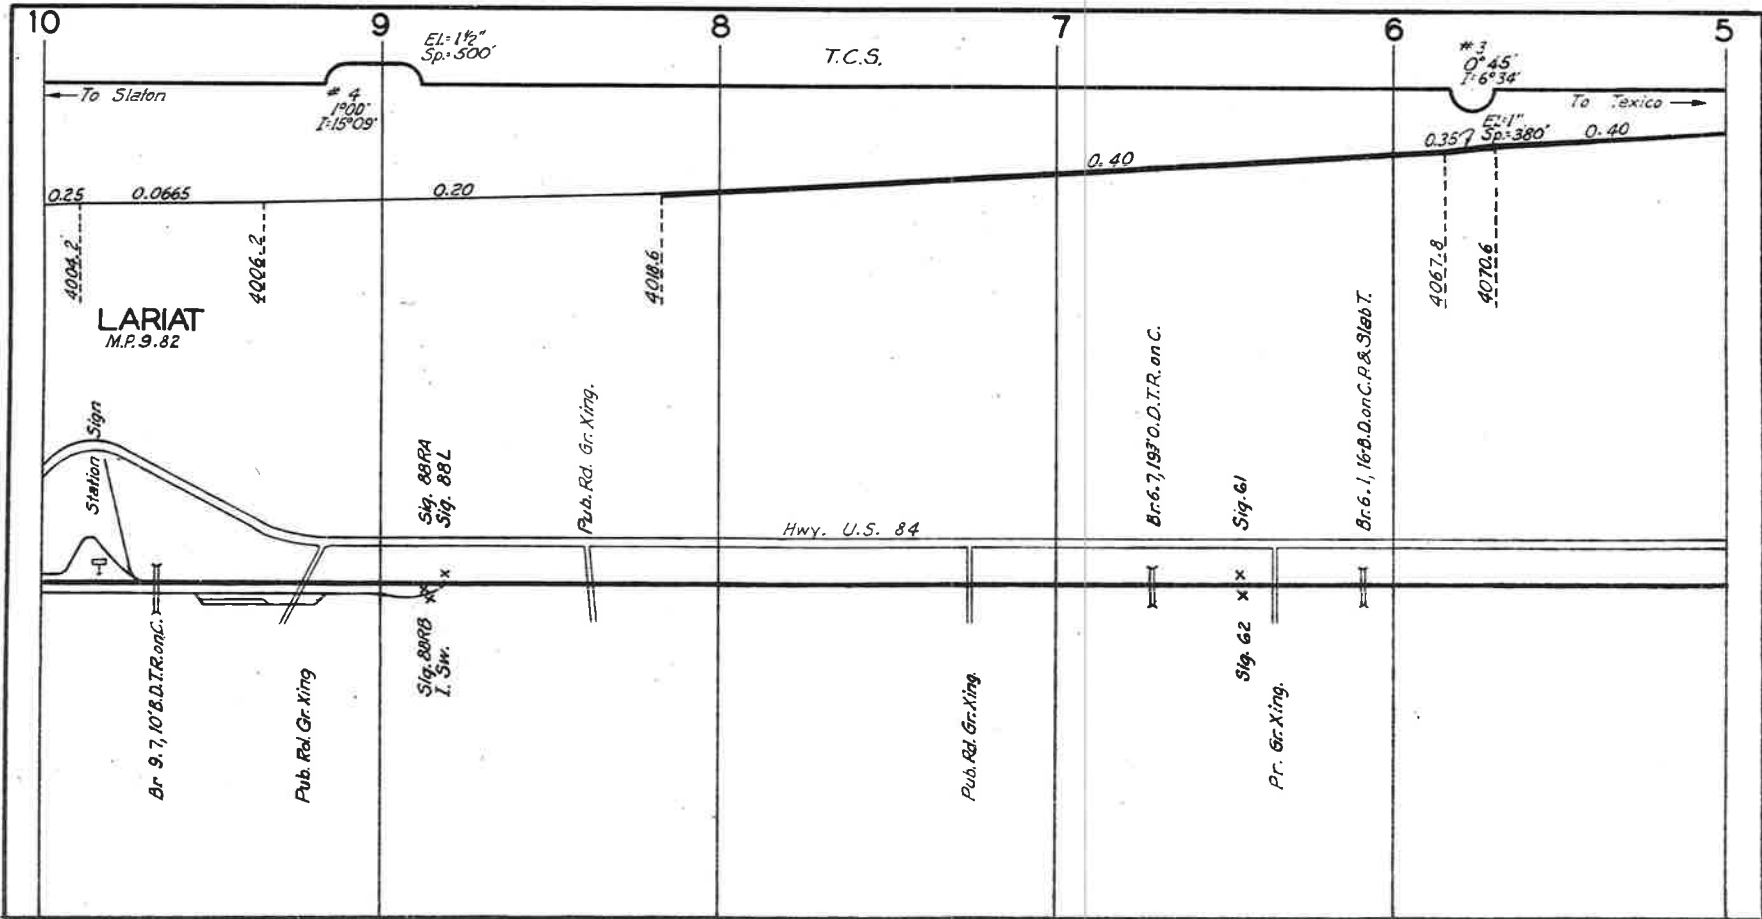 10
9
8
7
6
5
El.=1½"
Sp.=500'
T.C.S.
#3
0°45'
I=6°34'
←To Slaton
#4
1°00'
I=15°09'
To Texico→
El=1"
Sp.=380'
0.25
0.0665
0.20
0.40
0.35
0.40
4004.2
4006.2
4018.6
4067.8
4070.6
LARIAT
M.P. 9.82
Station Sign
Sig. 88RA
Sig. 88L
Pub. Rd. Gr. Xing.
Hwy. U.S. 84
Br. 6.7, 193' O.D.T.R. on C.
Sig. 61
Br. 6.1, 16-B.D. on C.P. & Slab T.
Br 9.7, 10' B.D.T.R. on C.
Pub. Rd. Gr. Xing
Sig. 88RB
I. Sw.
Pub. Rd. Gr. Xing.
Sig. 62
Pr. Gr. Xing.